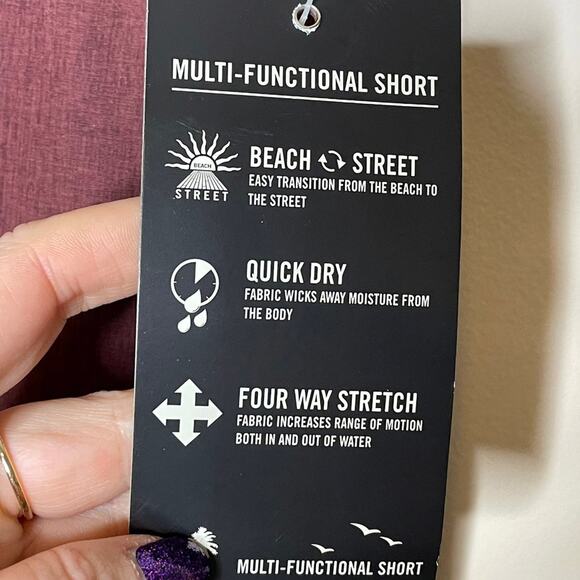 MULTI-FUNCTIONAL SHORT
BEACH
STREET
BEACH STREET
EASY TRANSITION FROM THE BEACH TO
THE STREET
QUICK DRY
FABRIC WICKS AWAY MOISTURE FROM
THE BODY
FOUR WAY STRETCH
FABRIC INCREASES RANGE OF MOTION
BOTH IN AND OUT OF WATER
MULTI-FUNCTIONAL SHORT